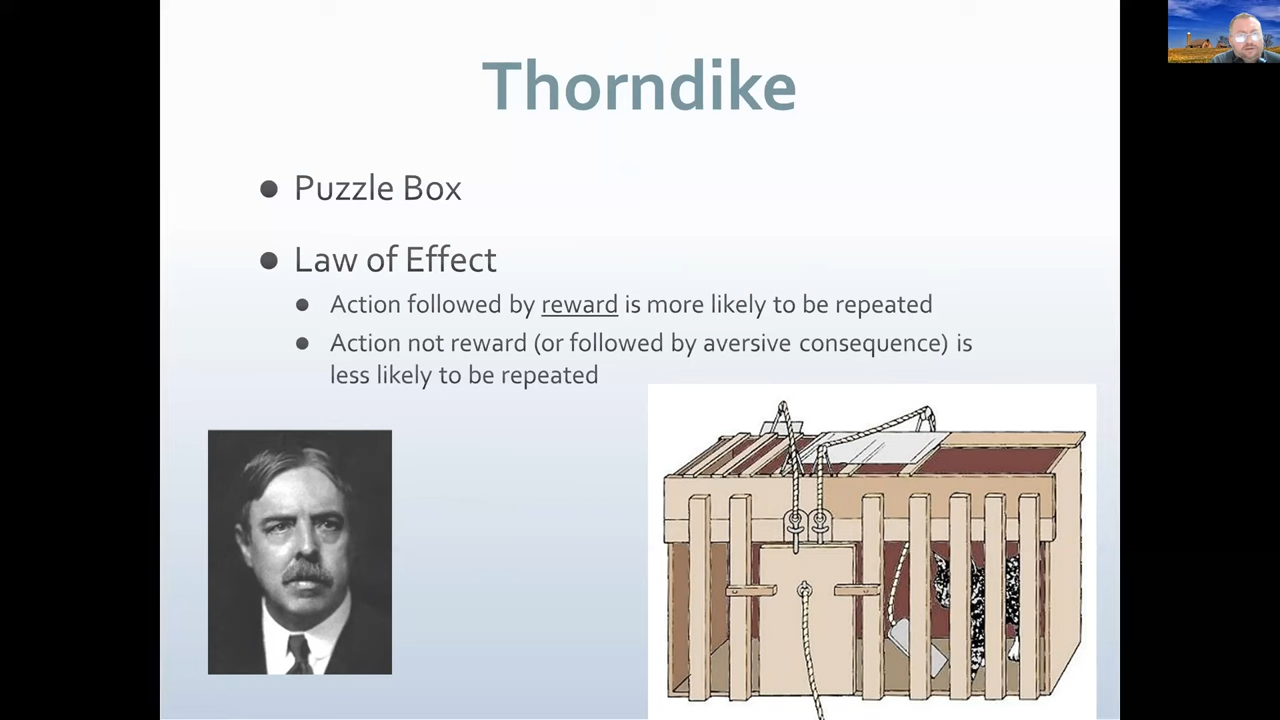 Thorndike
Puzzle Box
Law of Effect
Action followed by reward is more likely to be repeated
Action not reward (or followed by aversive consequence) is
less likely to be repeated